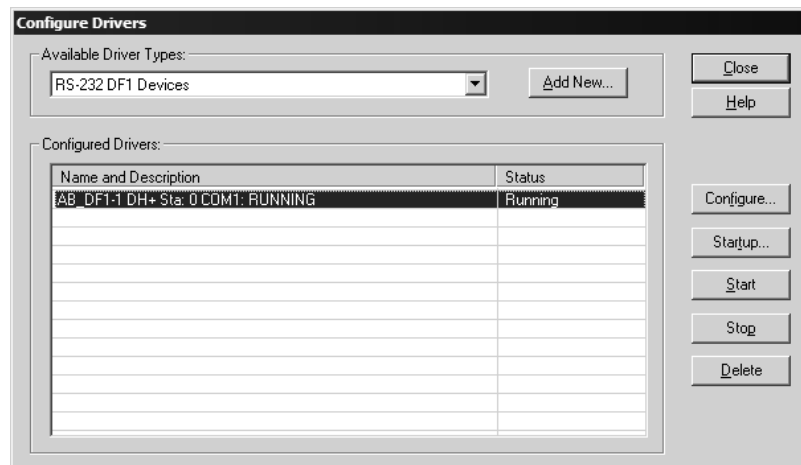 Configure Drivers
Available Driver Types:
RS-232 DF1 Devices
Add New...
Close
Help
Configured Drivers:
Name and Description Status
AB_DF1-1 DH+ Sta: 0 COM1: RUNNING Running
Configure...
Startup...
Start
Stop
Delete